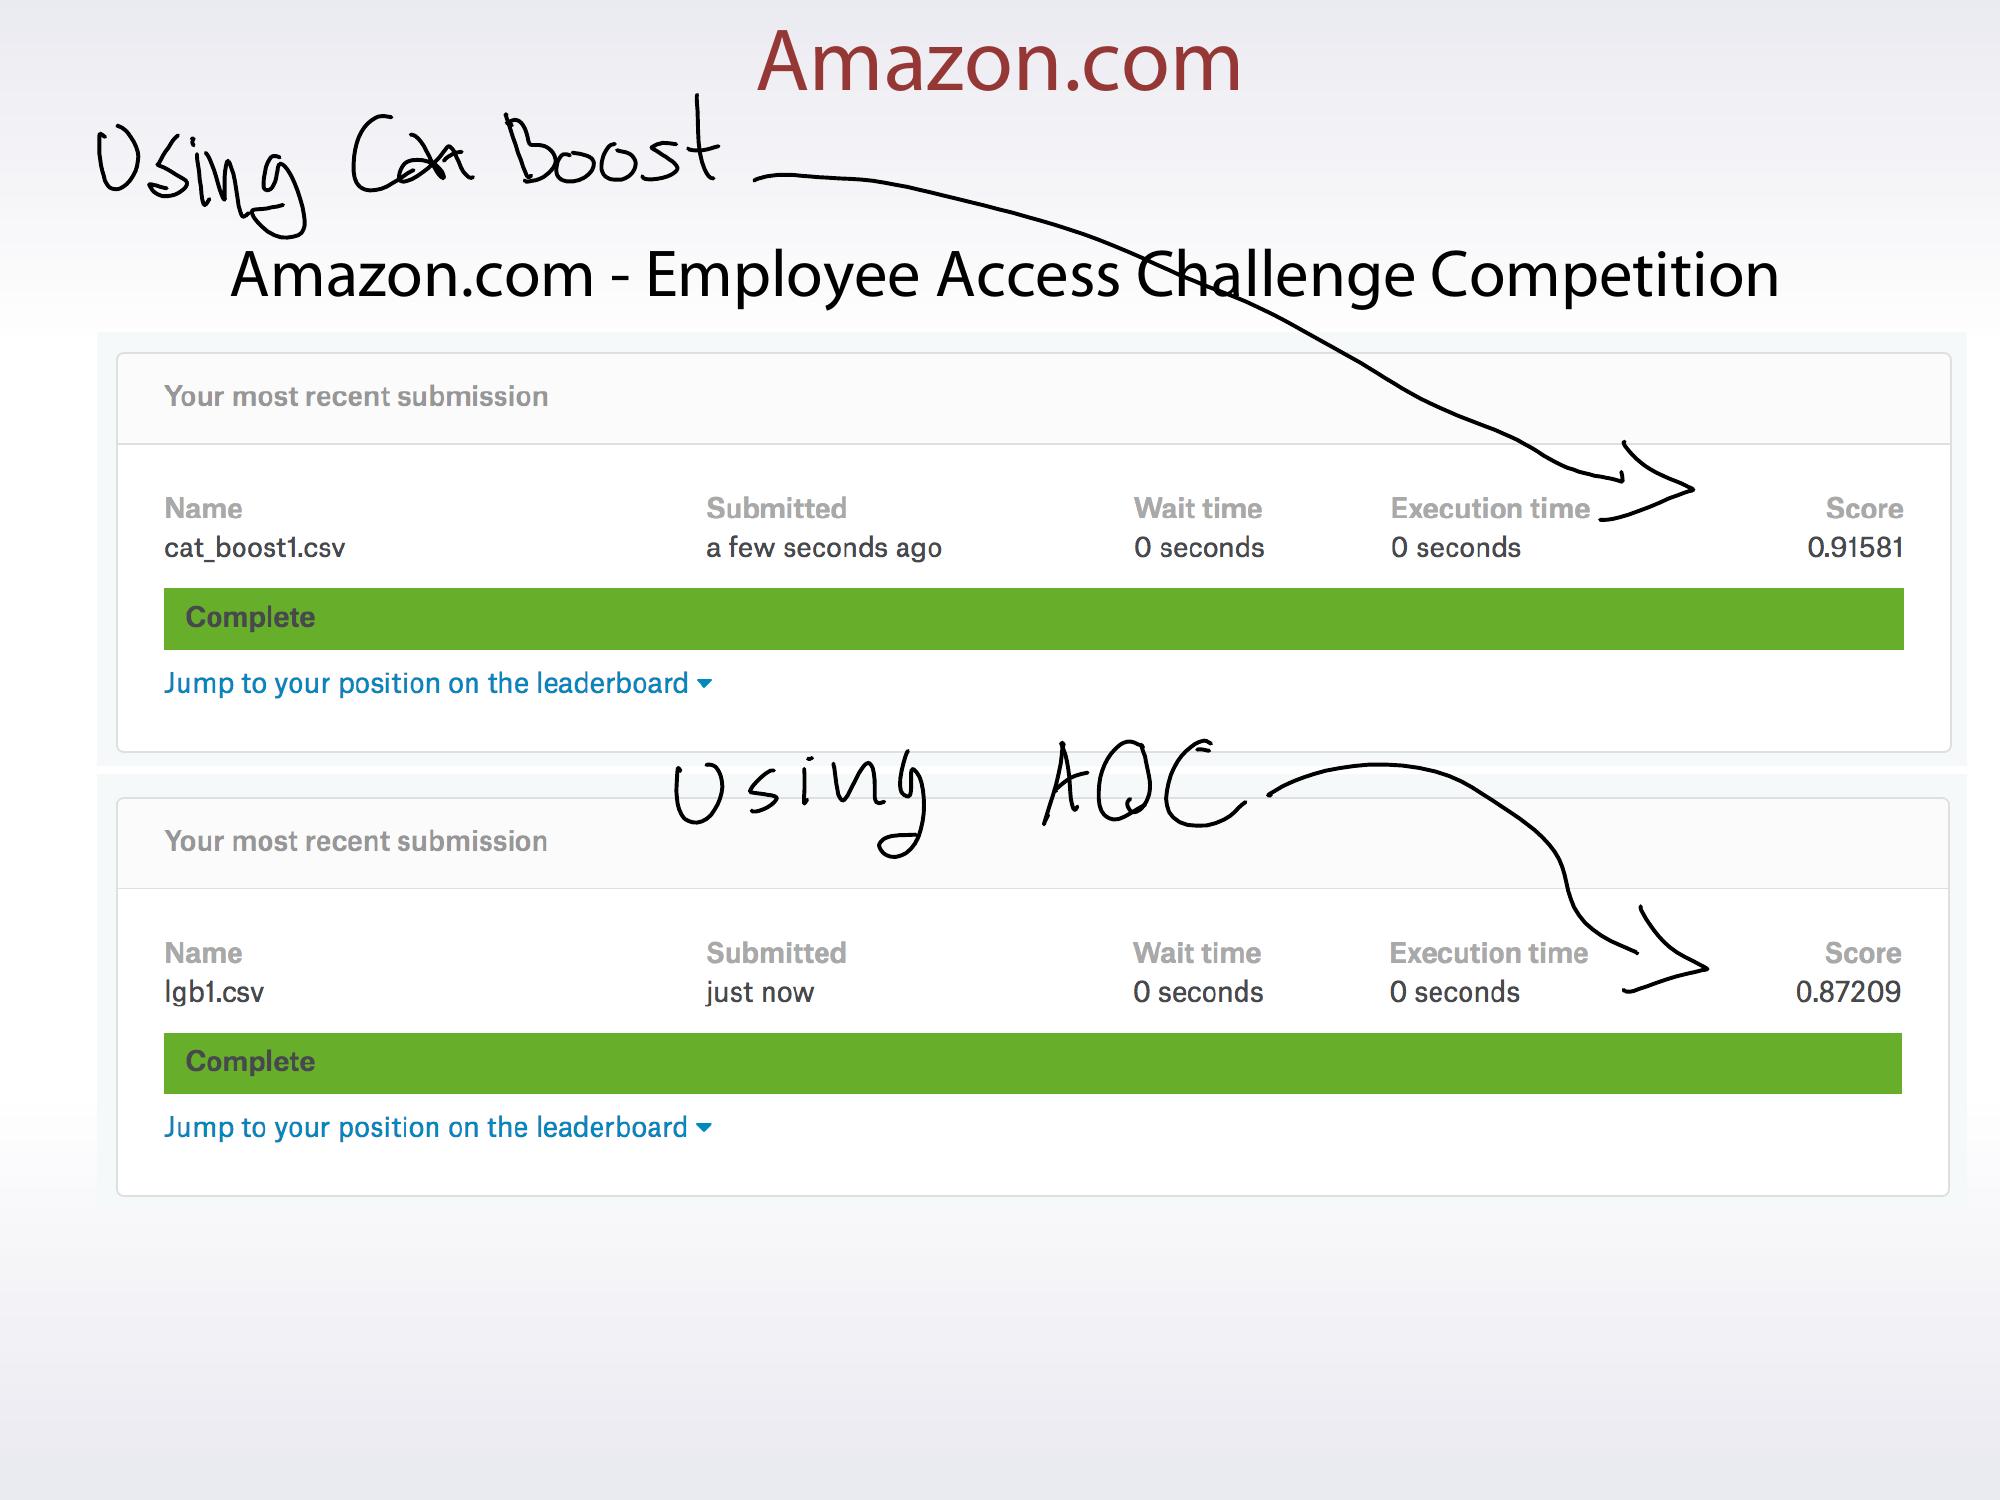 Amazon.com
Using Cat Boost
Amazon.com - Employee Access Challenge Competition
Your most recent submission
Name Submitted Wait time Execution time Score
cat_boost1.csv a few seconds ago 0 seconds 0 seconds 0.91581
Complete
Jump to your position on the leaderboard
Using AOC
Your most recent submission
Name Submitted Wait time Execution time Score
lgb1.csv just now 0 seconds 0 seconds 0.87209
Complete
Jump to your position on the leaderboard